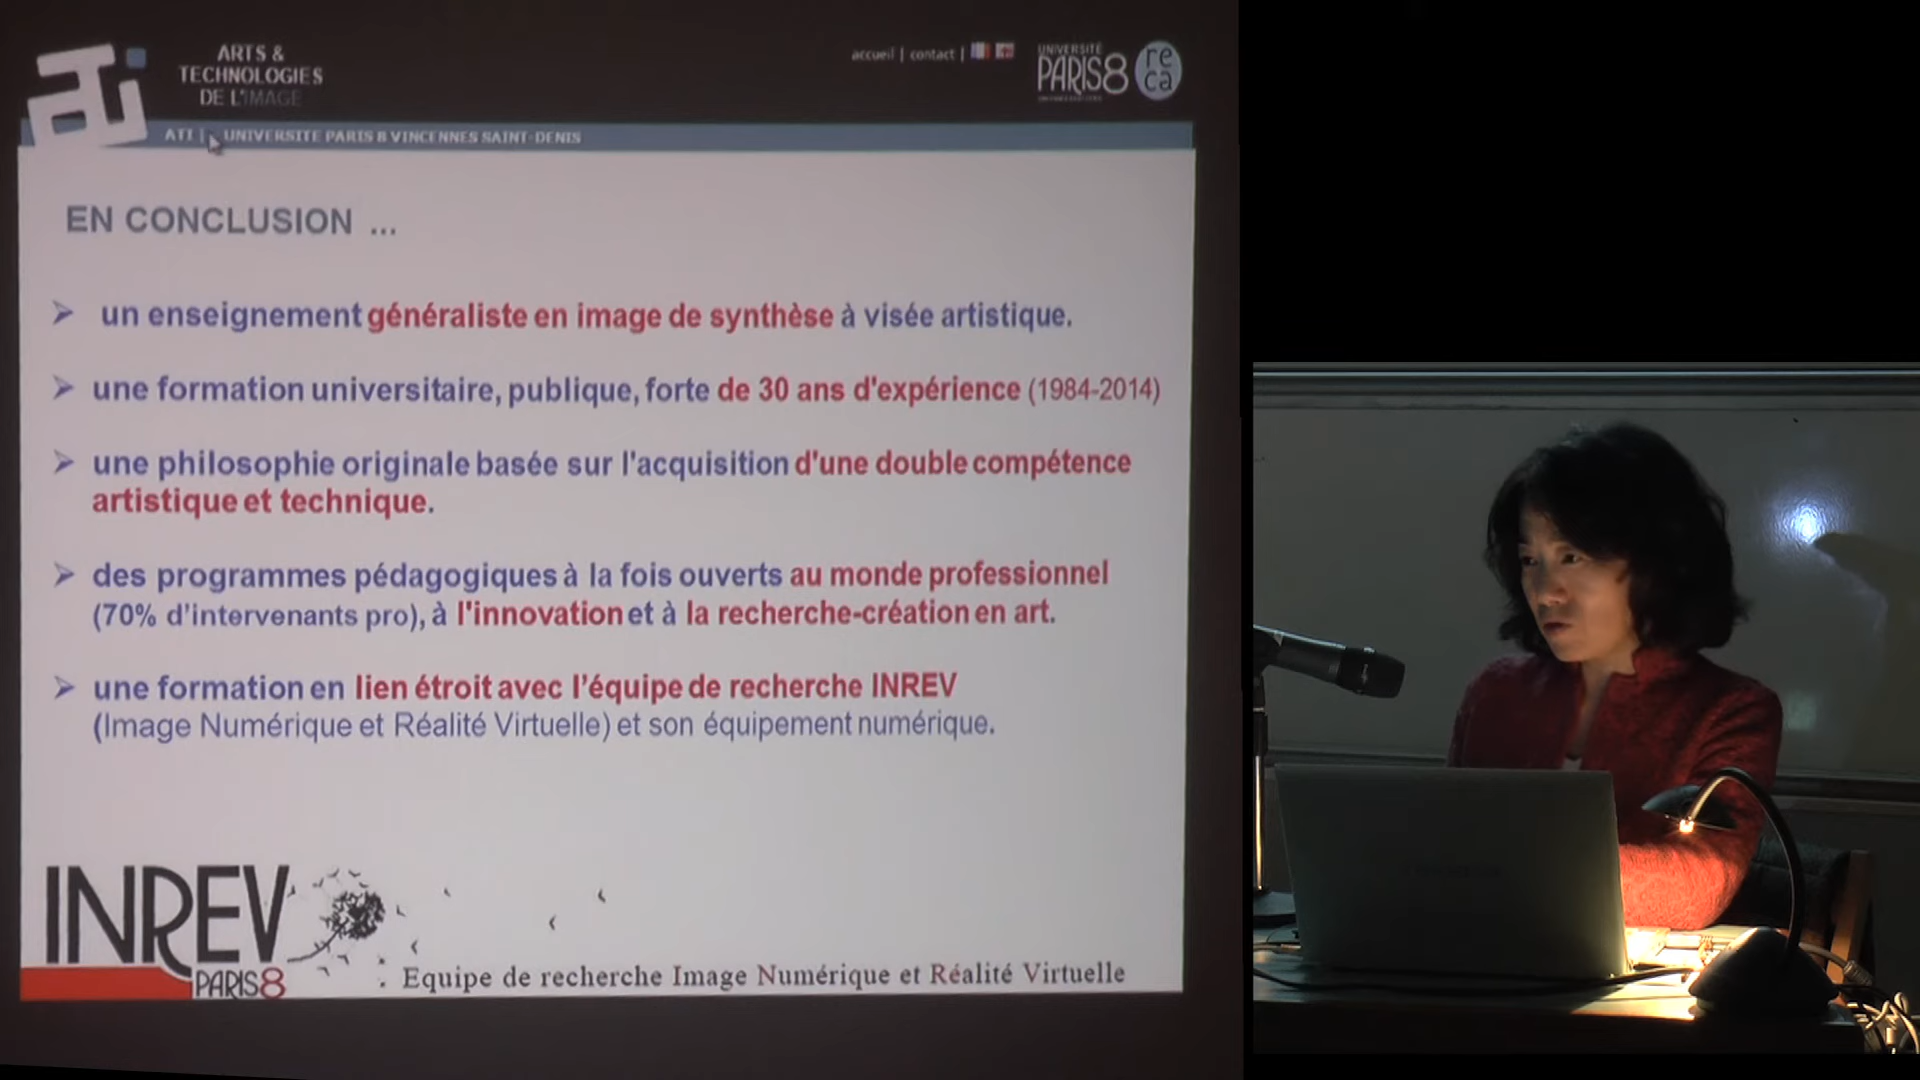 ARTS &
TECHNOLOGIES
DE L'IMAGE
accueil | contact |
UNIVERSITÉ
PARIS8
re
ca
ATI | UNIVERSITE PARIS 8 VINCENNES SAINT-DENIS
EN CONCLUSION ...
un enseignement généraliste en image de synthèse à visée artistique.
une formation universitaire, publique, forte de 30 ans d'expérience (1984-2014)
une philosophie originale basée sur l'acquisition d'une double compétence
artistique et technique.
des programmes pédagogiques à la fois ouverts au monde professionnel
(70% d'intervenants pro), à l'innovation et à la recherche-création en art.
une formation en lien étroit avec l'équipe de recherche INREV
(Image Numérique et Réalité Virtuelle) et son équipement numérique.
INREV
PARIS8
Equipe de recherche Image Numérique et Réalité Virtuelle